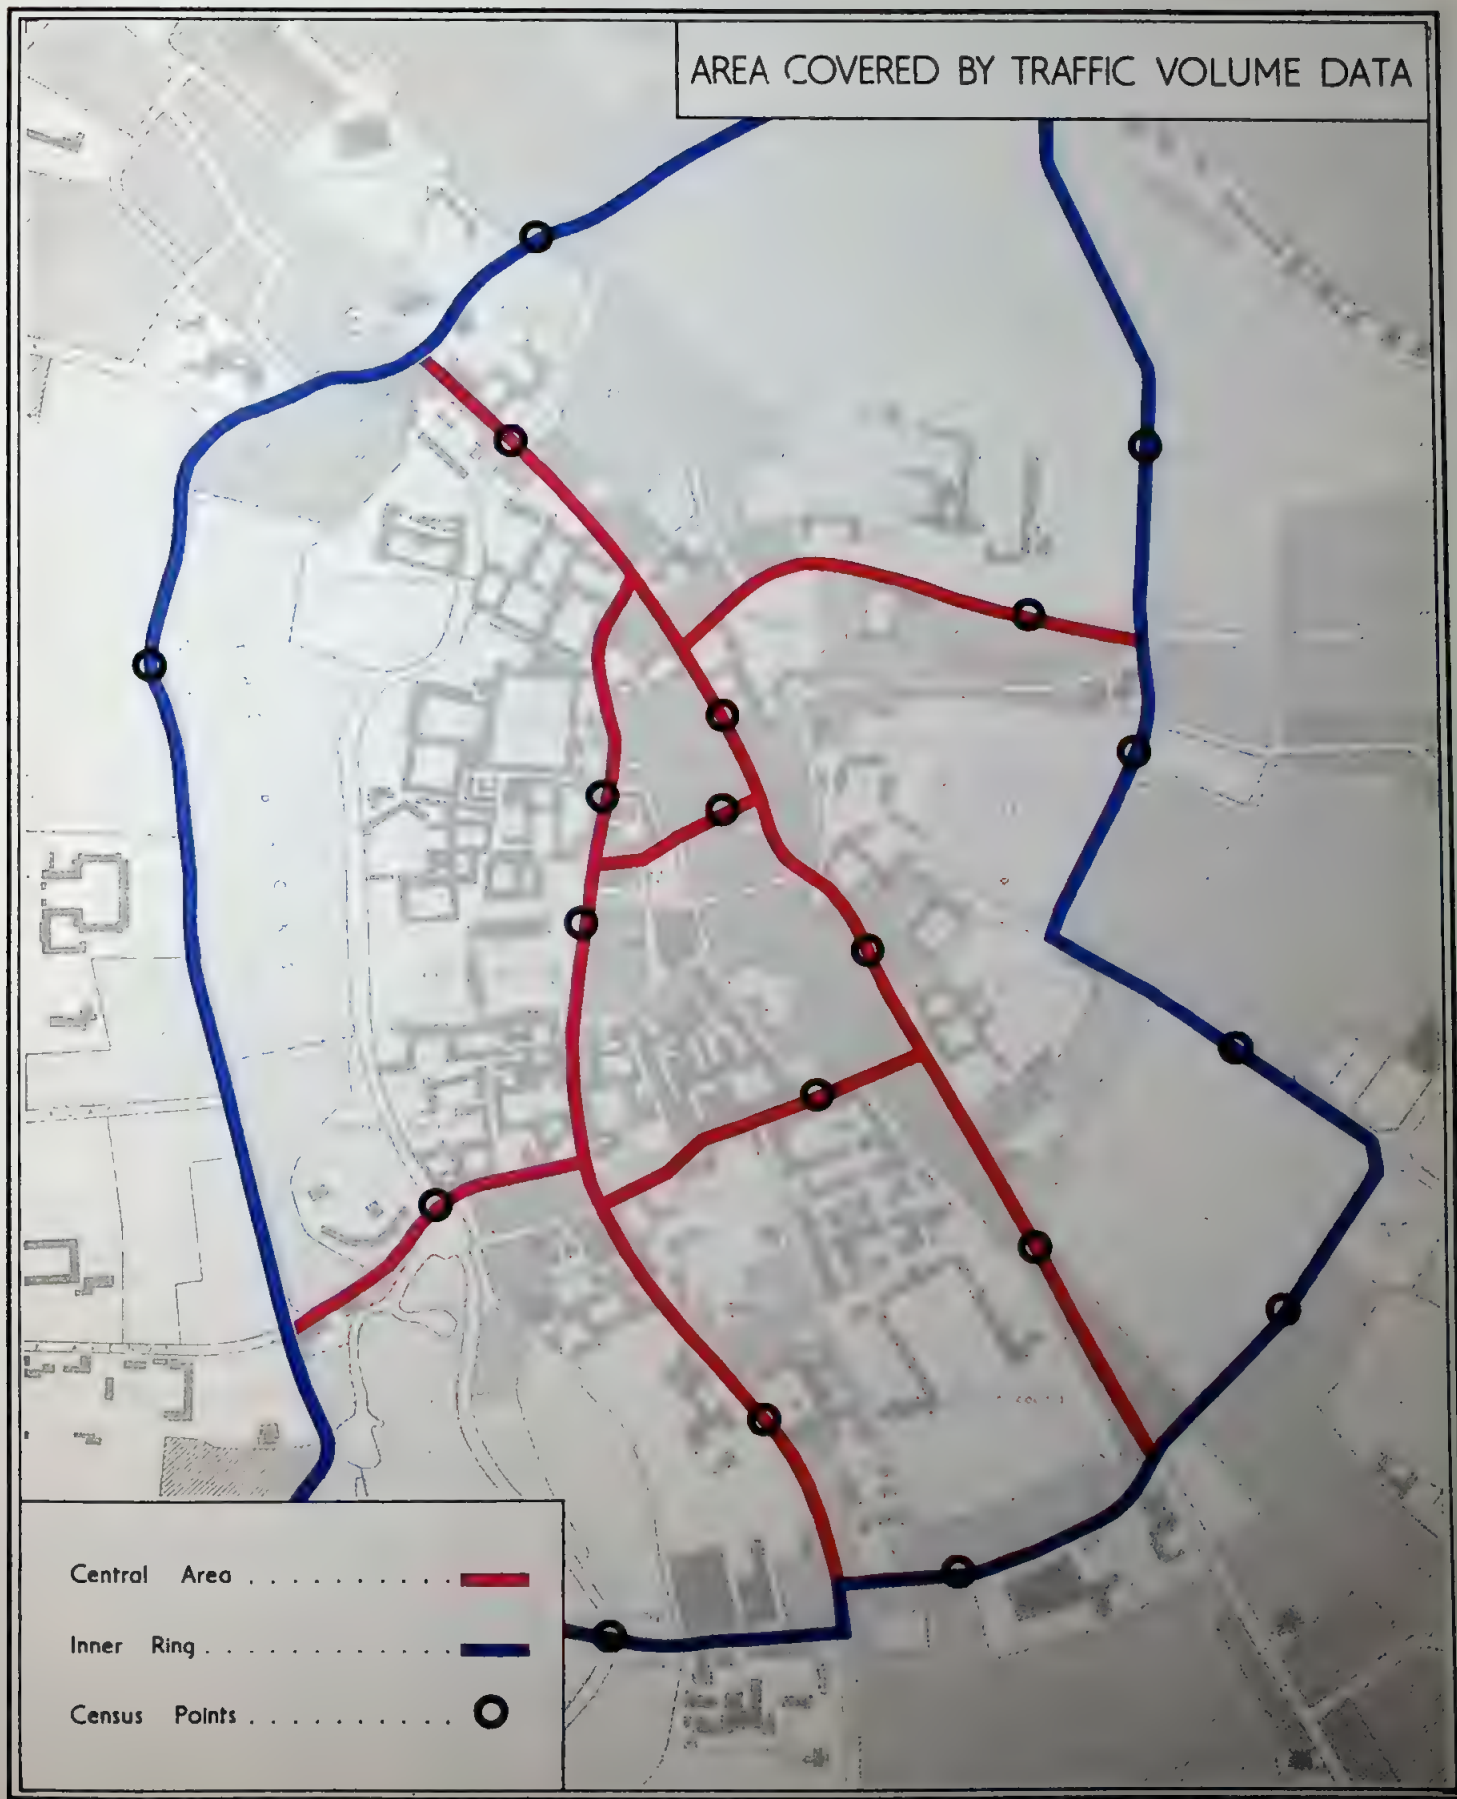 AREA COVERED BY TRAFFIC VOLUME DATA
Central Area . . . . . . . . . . .
Inner Ring . . . . . . . . . . . . .
Census Points . . . . . . . . . . .